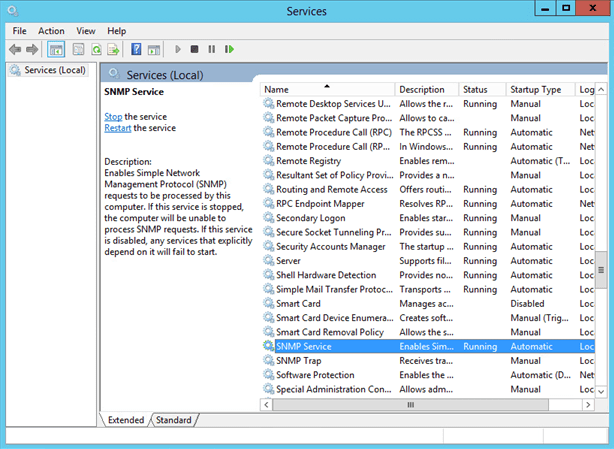 Services
File Action View Help
Services (Local)
Services (Local)
SNMP Service
Stop the service
Restart the service
Description:
Enables Simple Network
Management Protocol (SNMP)
requests to be processed by this
computer. If this service is stopped,
the computer will be unable to
process SNMP requests. If this service
is disabled, any services that explicitly
depend on it will fail to start.
Name Description Status Startup Type Log
Remote Desktop Services U... Allows the r... Running Manual Loc
Remote Packet Capture Pro... Allows to ca... Manual Loc
Remote Procedure Call (RPC) The RPCSS ... Running Automatic Net
Remote Procedure Call (RP... In Windows... Running Automatic Net
Remote Registry Enables rem... Automatic (T... Loc
Resultant Set of Policy Provi... Provides a n... Manual Loc
Routing and Remote Access Offers routi... Running Automatic Loc
RPC Endpoint Mapper Resolves RP... Running Automatic Net
Secondary Logon Enables star... Running Manual Loc
Secure Socket Tunneling Pr... Provides su... Running Manual Loc
Security Accounts Manager The startup ... Running Automatic Loc
Server Supports fil... Running Automatic Loc
Shell Hardware Detection Provides no... Running Automatic Loc
Simple Mail Transfer Protoc... Transports ... Running Automatic Loc
Smart Card Manages ac... Disabled Loc
Smart Card Device Enumera... Creates soft... Manual (Trig... Loc
Smart Card Removal Policy Allows the s... Manual Loc
SNMP Service Enables Sim... Running Automatic Loc
SNMP Trap Receives tra... Manual Loc
Software Protection Enables the ... Automatic (D... Net
Special Administration Con... Allows adm... Manual Loc
Extended Standard